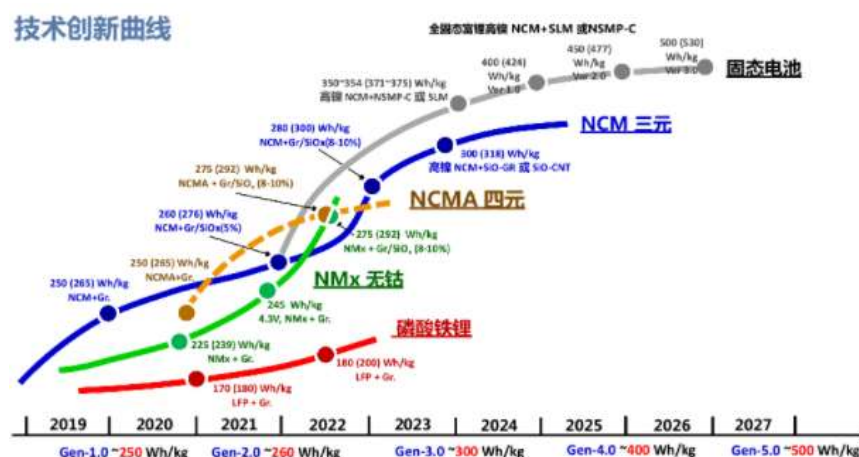 技术创新曲线
全固态富锂高镍 NCM+SLM 或NSMP-C
500 (530)
Wh/kg
Ver 3.0
450 (477)
Wh/kg
Ver 2.0
400 (424)
Wh/kg
Ver 1.0
固态电池
350~354 (371~375) Wh/kg
高镍 NCM+NSMP-C 或 SLM
280 (300) Wh/kg
NCM+Gr/SiOx(8-10%)
NCM 三元
300 (318) Wh/kg
高镍 NCM+SiO-GR 或 SiO-CNT
275 (292) Wh/kg
NCMA + Gr/SiO, (8-10%)
NCMA 四元
260 (276) Wh/kg
NCM+Gr/SiOx(5%)
275 (292) Wh/kg
NMx + Gr/SiO, (8-10%)
250 (265) Wh/kg
NCMA+Gr.
250 (265) Wh/kg
NCM+Gr.
NMx 无钴
245 Wh/kg
4.3V, NMx + Gr.
磷酸铁锂
225 (239) Wh/kg
NMx + Gr.
180 (200) Wh/kg
LFP + Gr.
170 (180) Wh/kg
LFP + Gr.
2019 2020 2021 2022 2023 2024 2025 2026 2027
Gen-1.0 ~250 Wh/kg Gen-2.0 ~260 Wh/kg Gen-3.0 ~300 Wh/kg Gen-4.0 ~400 Wh/kg Gen-5.0 ~500 Wh/kg